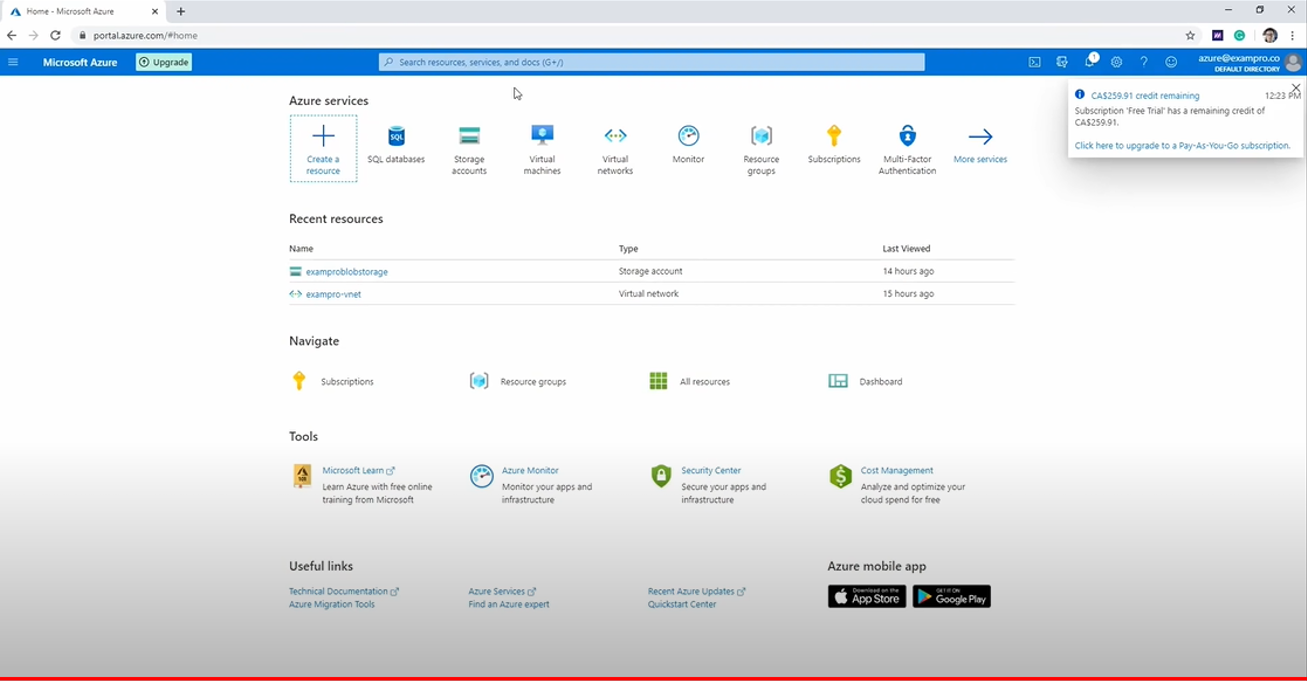 Home - Microsoft Azure
portal.azure.com/#home
Microsoft Azure
Upgrade
Search resources, services, and docs (G+/)
1
azure@exampro.co
DEFAULT DIRECTORY
CA$259.91 credit remaining
12:23 PM
Subscription 'Free Trial' has a remaining credit of
CA$259.91.
Click here to upgrade to a Pay-As-You-Go subscription.
Azure services
Create a
resource
SQL
SQL databases
Storage
accounts
Virtual
machines
Virtual
networks
Monitor
Resource
groups
Subscriptions
Multi-Factor
Authentication
More services
Recent resources
Name Type Last Viewed
examproblobstorage Storage account 14 hours ago
exampro-vnet Virtual network 15 hours ago
Navigate
Subscriptions
Resource groups
All resources
Dashboard
Tools
Microsoft Learn
Learn Azure with free online
training from Microsoft
Azure Monitor
Monitor your apps and
infrastructure
Security Center
Secure your apps and
infrastructure
Cost Management
Analyze and optimize your
cloud spend for free
Useful links
Technical Documentation
Azure Migration Tools
Azure Services
Find an Azure expert
Recent Azure Updates
Quickstart Center
Azure mobile app
Download on the
App Store
GET IT ON
Google Play